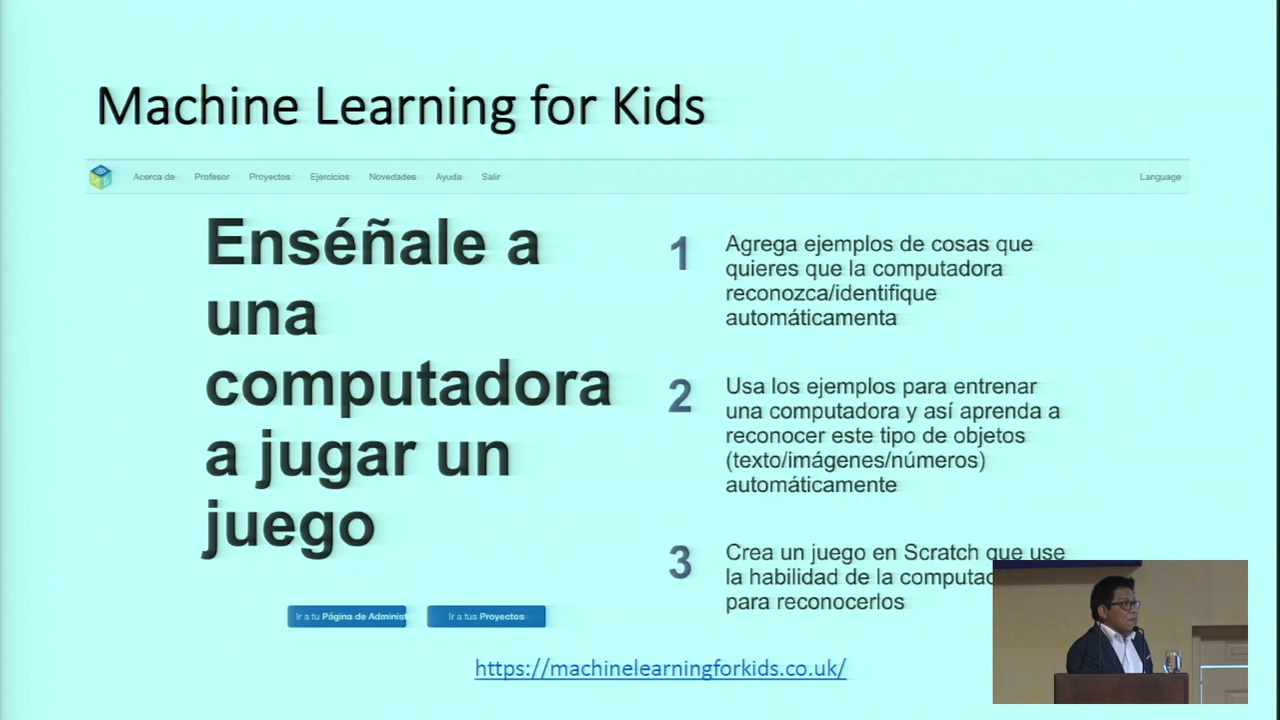 Machine Learning for Kids
Acerca de Profesor Proyectos Ejercicios Novedades Ayuda Salir Language
Enséñale a
una
computadora
a jugar un
juego
1 Agrega ejemplos de cosas que
quieres que la computadora
reconozca/identifique
automáticamenta
2 Usa los ejemplos para entrenar
una computadora y así aprenda a
reconocer este tipo de objetos
(texto/imágenes/números)
automáticamente
3 Crea un juego en Scratch que use
la habilidad de la
para reconocerlos
Ir a tu Página de Administ
Ir a tus Proyectos
https://machinelearningforkids.co.uk/